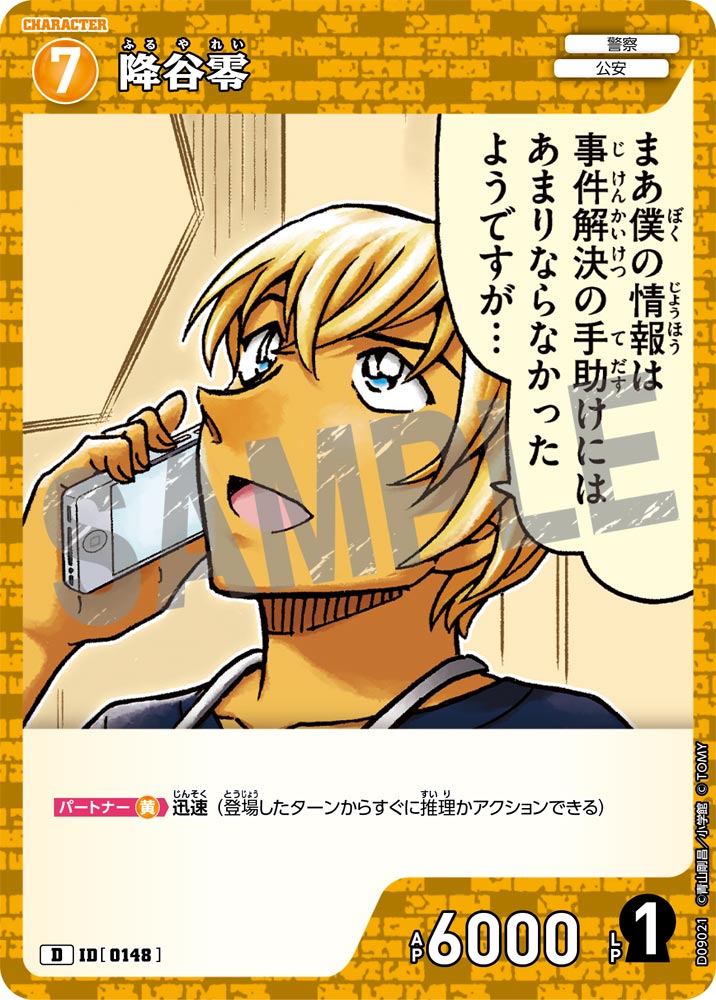 CHARACTER
7
ふるやれい
降谷零
警察
公安
まあ僕の情報は
ぼく
じょうほう
事件解決の手助けには
じけんかいけつ
てだす
あまりならなかった
ようですが…
SAMPLE
じんそく
とうじょう
すいり
パートナー 黄 迅速（登場したターンからすぐに推理かアクションできる）
D ID[0148]
AP 6000
LP 1
D09021 ©青山剛昌／小学館 ©TOMY